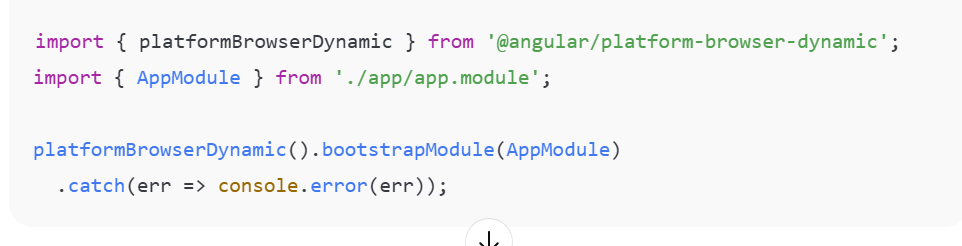 import { platformBrowserDynamic } from '@angular/platform-browser-dynamic';
import { AppModule } from './app/app.module';
platformBrowserDynamic().bootstrapModule(AppModule)
.catch(err => console.error(err));